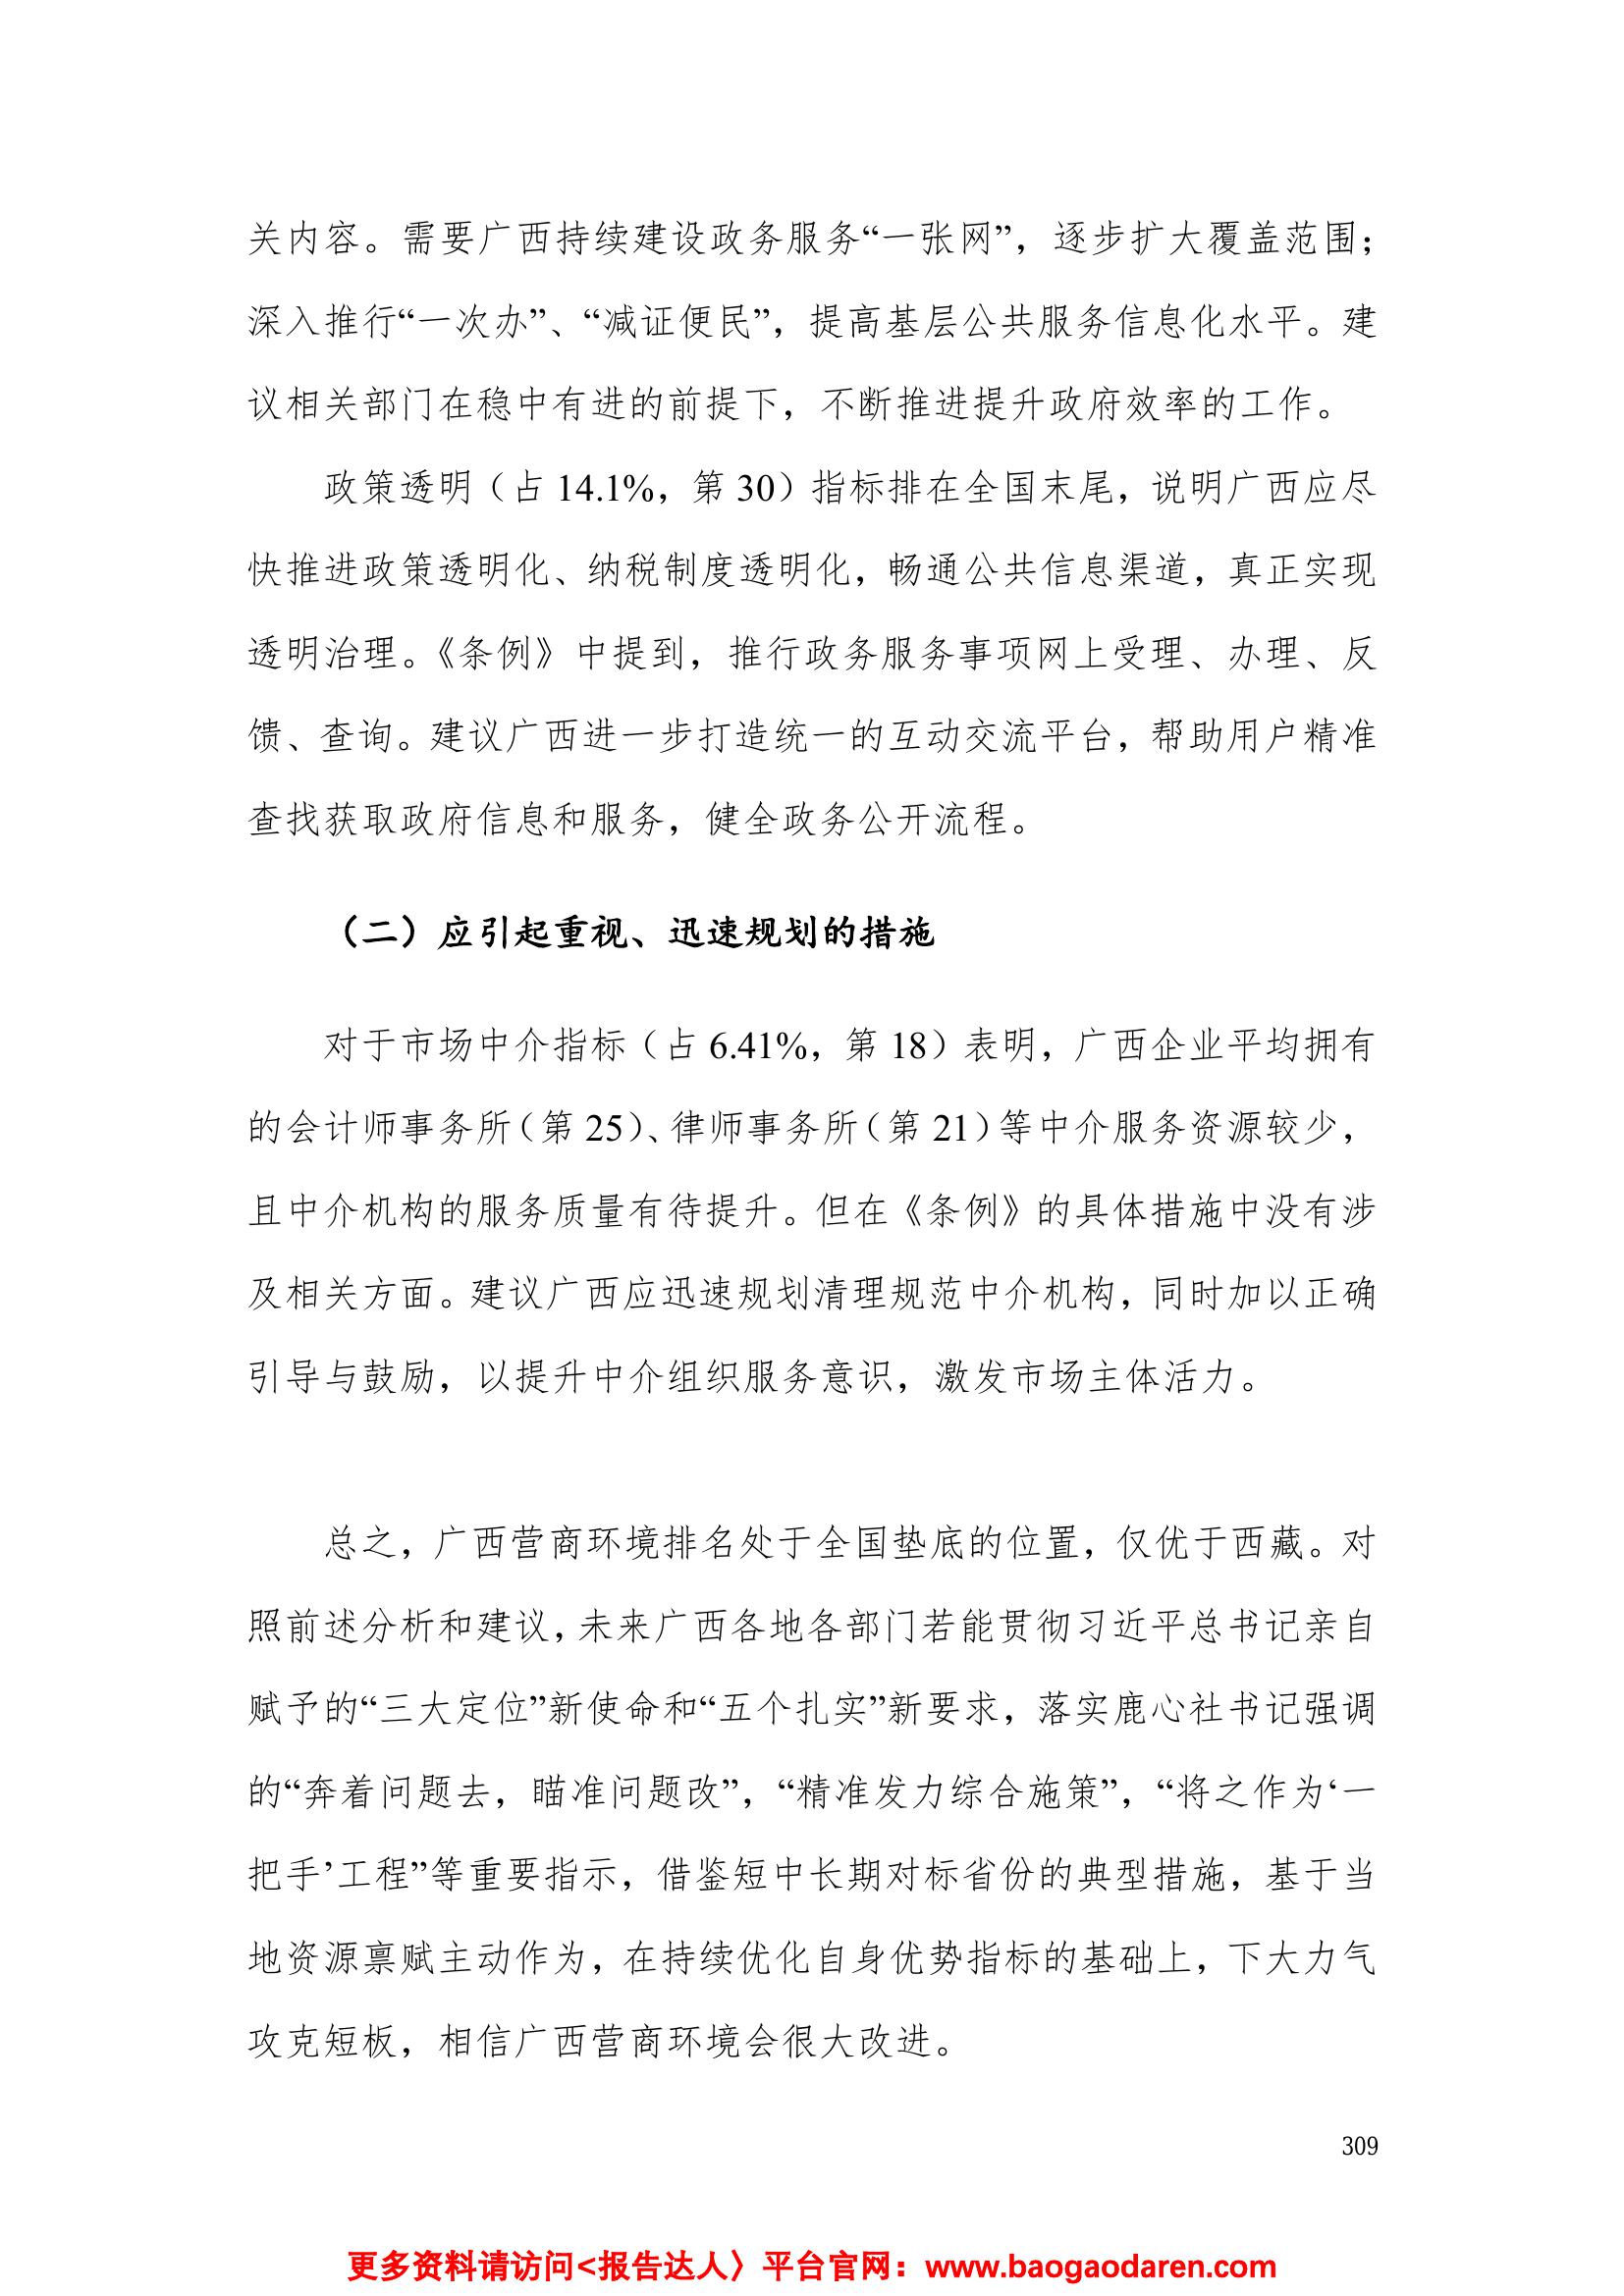 关内容。需要广西持续建设政务服务“一张网”，逐步扩大覆盖范围；
深入推行“一次办”、“减证便民”，提高基层公共服务信息化水平。建
议相关部门在稳中有进的前提下，不断推进提升政府效率的工作。
政策透明（占 14.1%，第 30）指标排在全国末尾，说明广西应尽
快推进政策透明化、纳税制度透明化，畅通公共信息渠道，真正实现
透明治理。《条例》中提到，推行政务服务事项网上受理、办理、反
馈、查询。建议广西进一步打造统一的互动交流平台，帮助用户精准
查找获取政府信息和服务，健全政务公开流程。
（二）应引起重视、迅速规划的措施
对于市场中介指标（占 6.41%，第 18）表明，广西企业平均拥有
的会计师事务所（第 25）、律师事务所（第 21）等中介服务资源较少，
且中介机构的服务质量有待提升。但在《条例》的具体措施中没有涉
及相关方面。建议广西应迅速规划清理规范中介机构，同时加以正确
引导与鼓励，以提升中介组织服务意识，激发市场主体活力。
总之，广西营商环境排名处于全国垫底的位置，仅优于西藏。对
照前述分析和建议，未来广西各地各部门若能贯彻习近平总书记亲自
赋予的“三大定位”新使命和“五个扎实”新要求，落实鹿心社书记强调
的“奔着问题去，瞄准问题改”，“精准发力综合施策”，“将之作为‘一
把手’工程”等重要指示，借鉴短中长期对标省份的典型措施，基于当
地资源禀赋主动作为，在持续优化自身优势指标的基础上，下大力气
攻克短板，相信广西营商环境会很大改进。
309
更多资料请访问<报告达人〉平台官网：www.baogaodaren.com